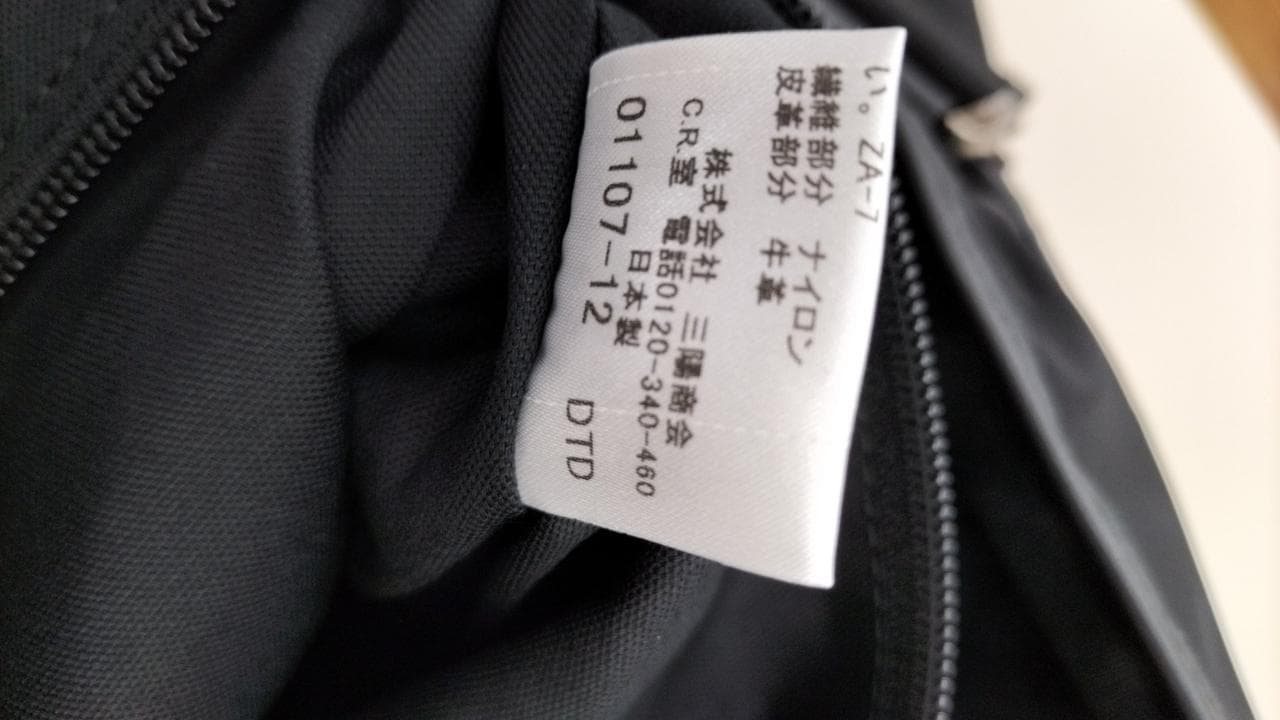 い。 ZA-7
繊維部分 ナイロン
皮革部分 牛革
株式会社 三陽商会
C.R.室 電話0120-340-460
日本製
01107-12 DTD